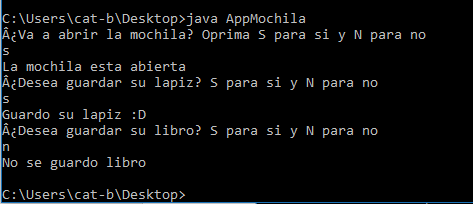 C:\Users\cat-b\Desktop>java AppMochila
Â¿Va a abrir la mochila? Oprima S para si y N para no
s
La mochila esta abierta
Â¿Desea guardar su lapiz? S para si y N para no
s
Guardo su lapiz :D
Â¿Desea guardar su libro? S para si y N para no
n
No se guardo libro
C:\Users\cat-b\Desktop>